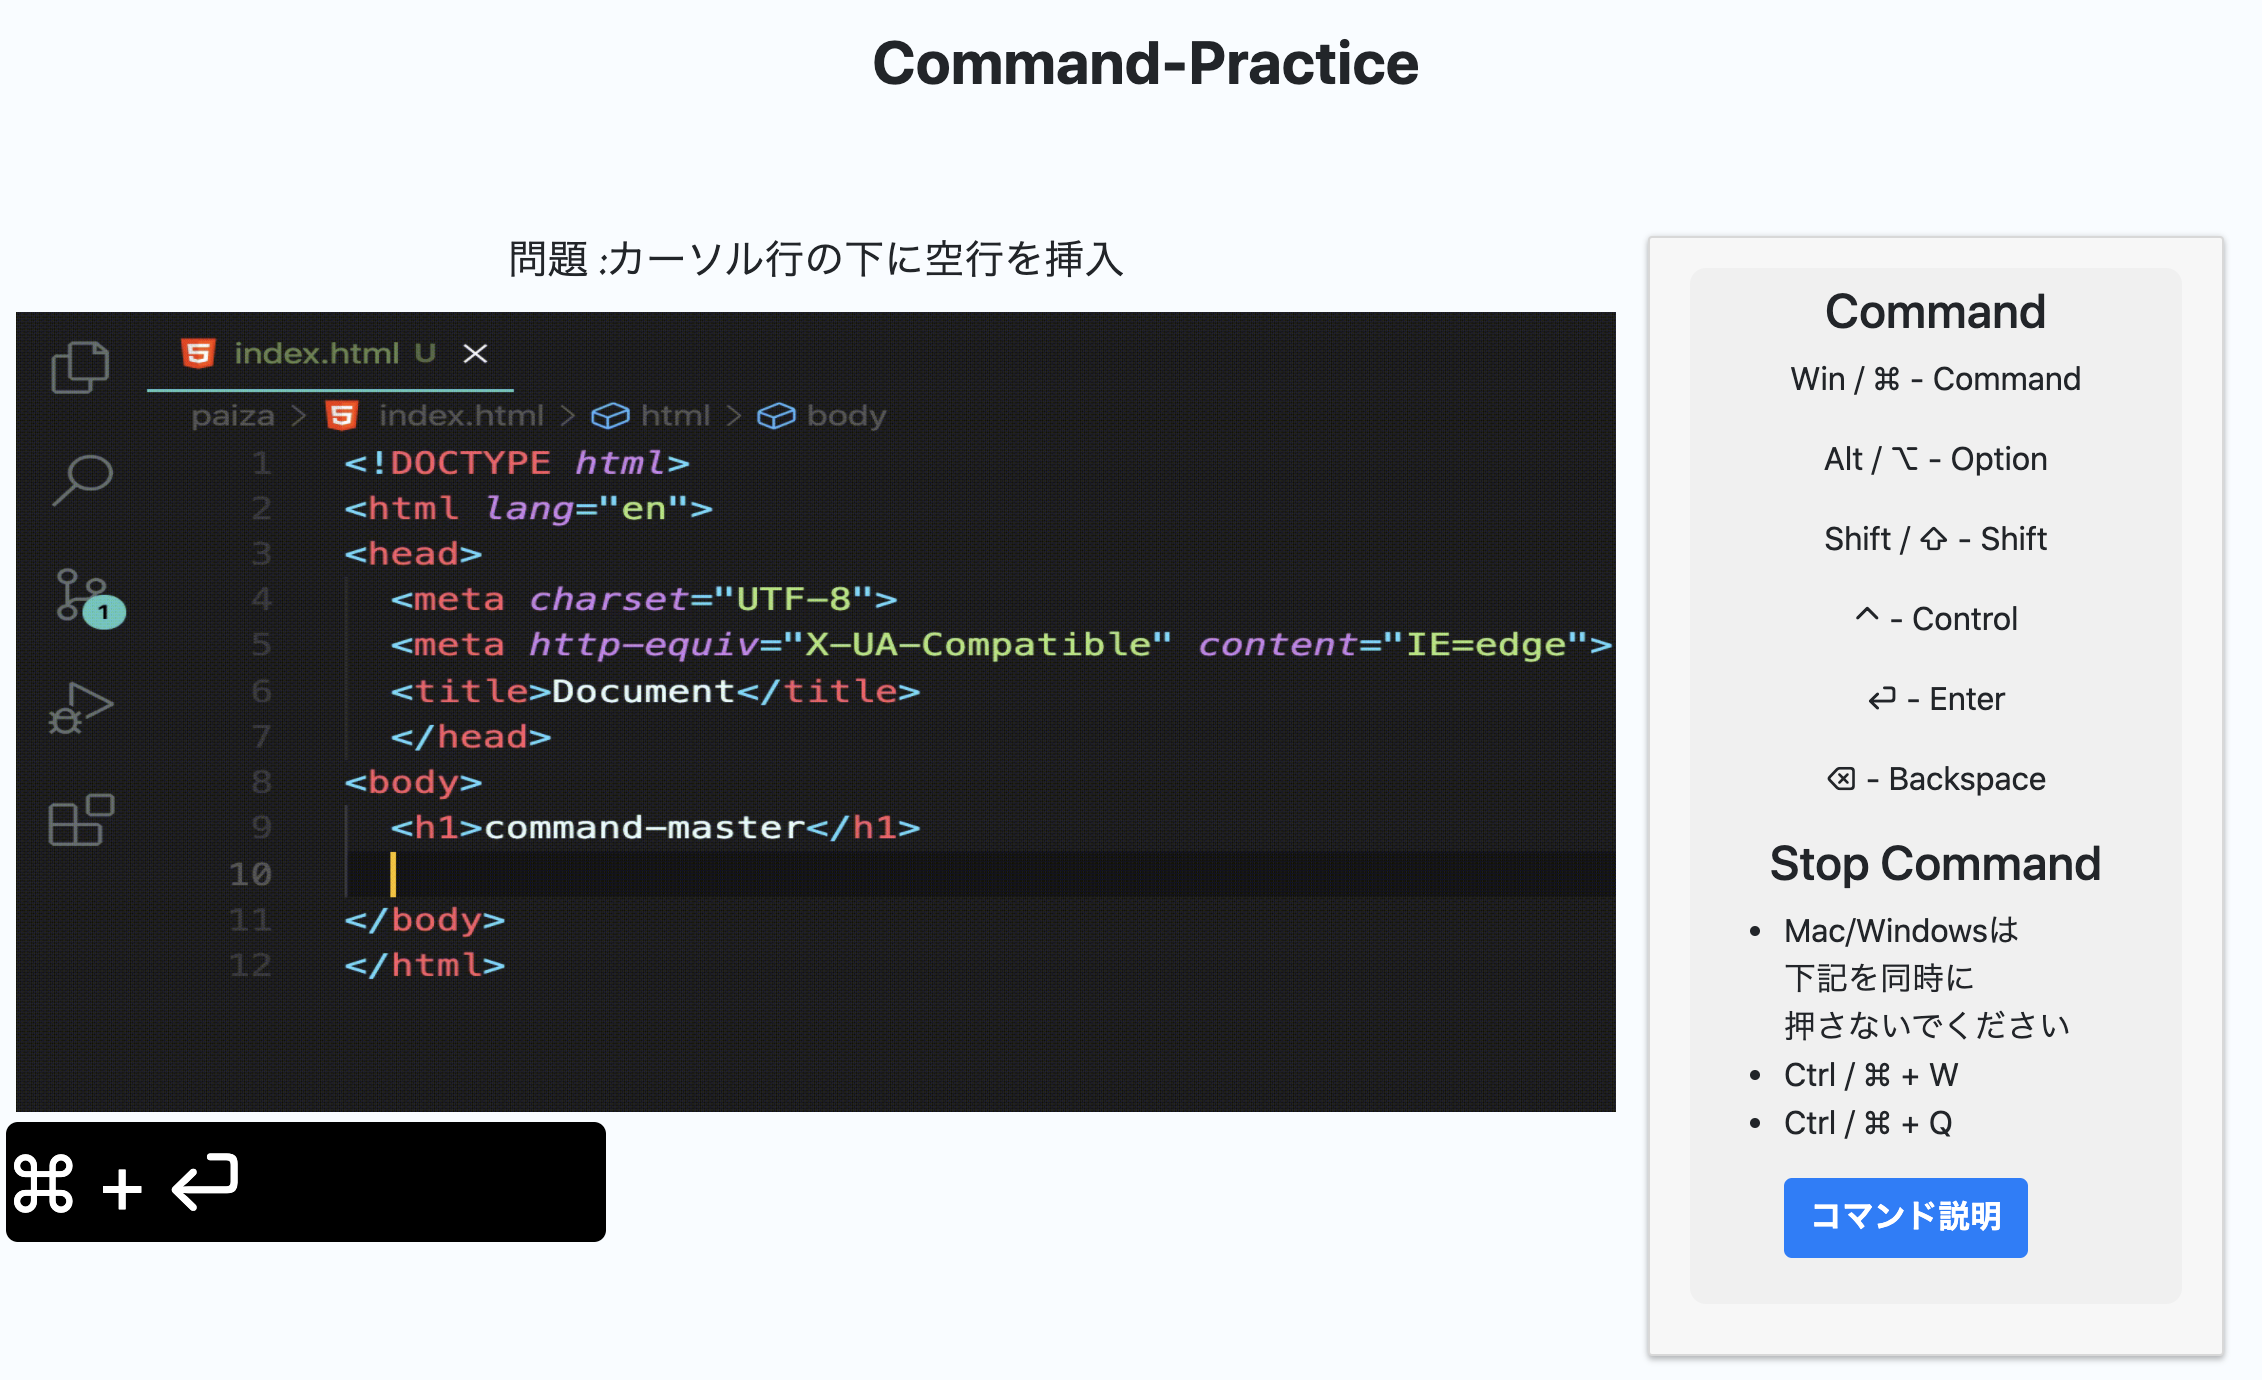 Command-Practice
問題 :カーソル行の下に空行を挿入
index.html U ×
paiza > index.html > html > body
1 <!DOCTYPE html>
2 <html lang="en">
3 <head>
4 <meta charset="UTF-8">
5 <meta http-equiv="X-UA-Compatible" content="IE=edge">
6 <title>Document</title>
7 </head>
8 <body>
9 <h1>command-master</h1>
10
11 </body>
12 </html>
1
⌘ + ⏎
Command
Win / ⌘ - Command
Alt / ⌥ - Option
Shift / ⇧ - Shift
^ - Control
⏎ - Enter
⌫ - Backspace
Stop Command
• Mac/Windowsは
下記を同時に
押さないでください
• Ctrl / ⌘ + W
• Ctrl / ⌘ + Q
コマンド説明